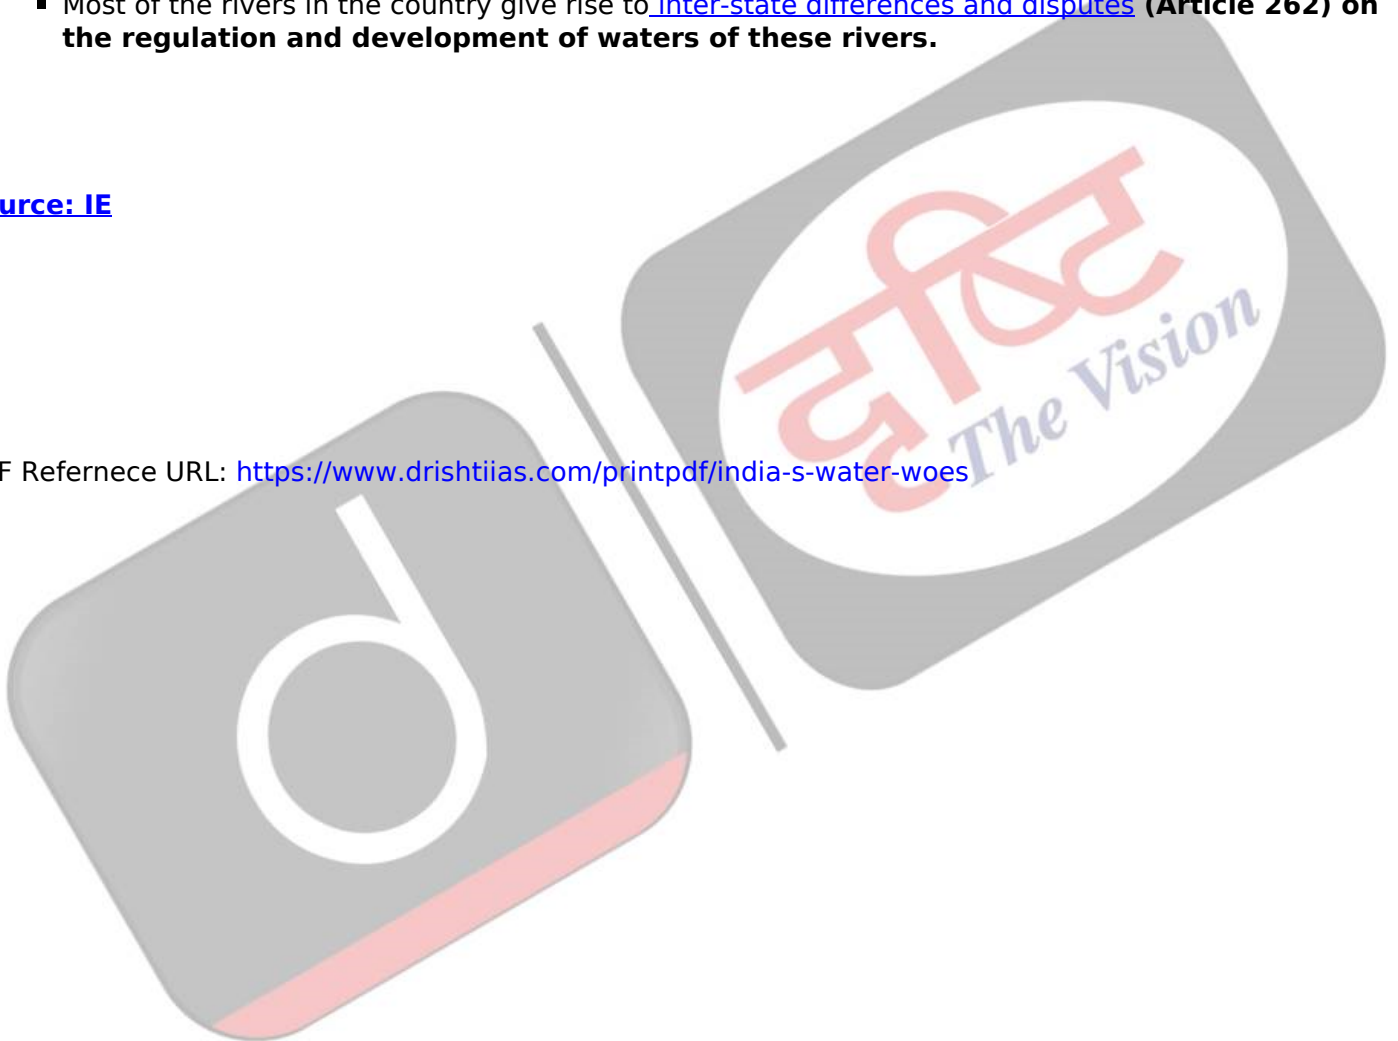 Most of the rivers in the country give rise to inter-state differences and disputes (Article 262) on
the regulation and development of waters of these rivers.
urce: IE
दृष्टि
The Vision
F Refernece URL: https://www.drishtiias.com/printpdf/india-s-water-woes
d